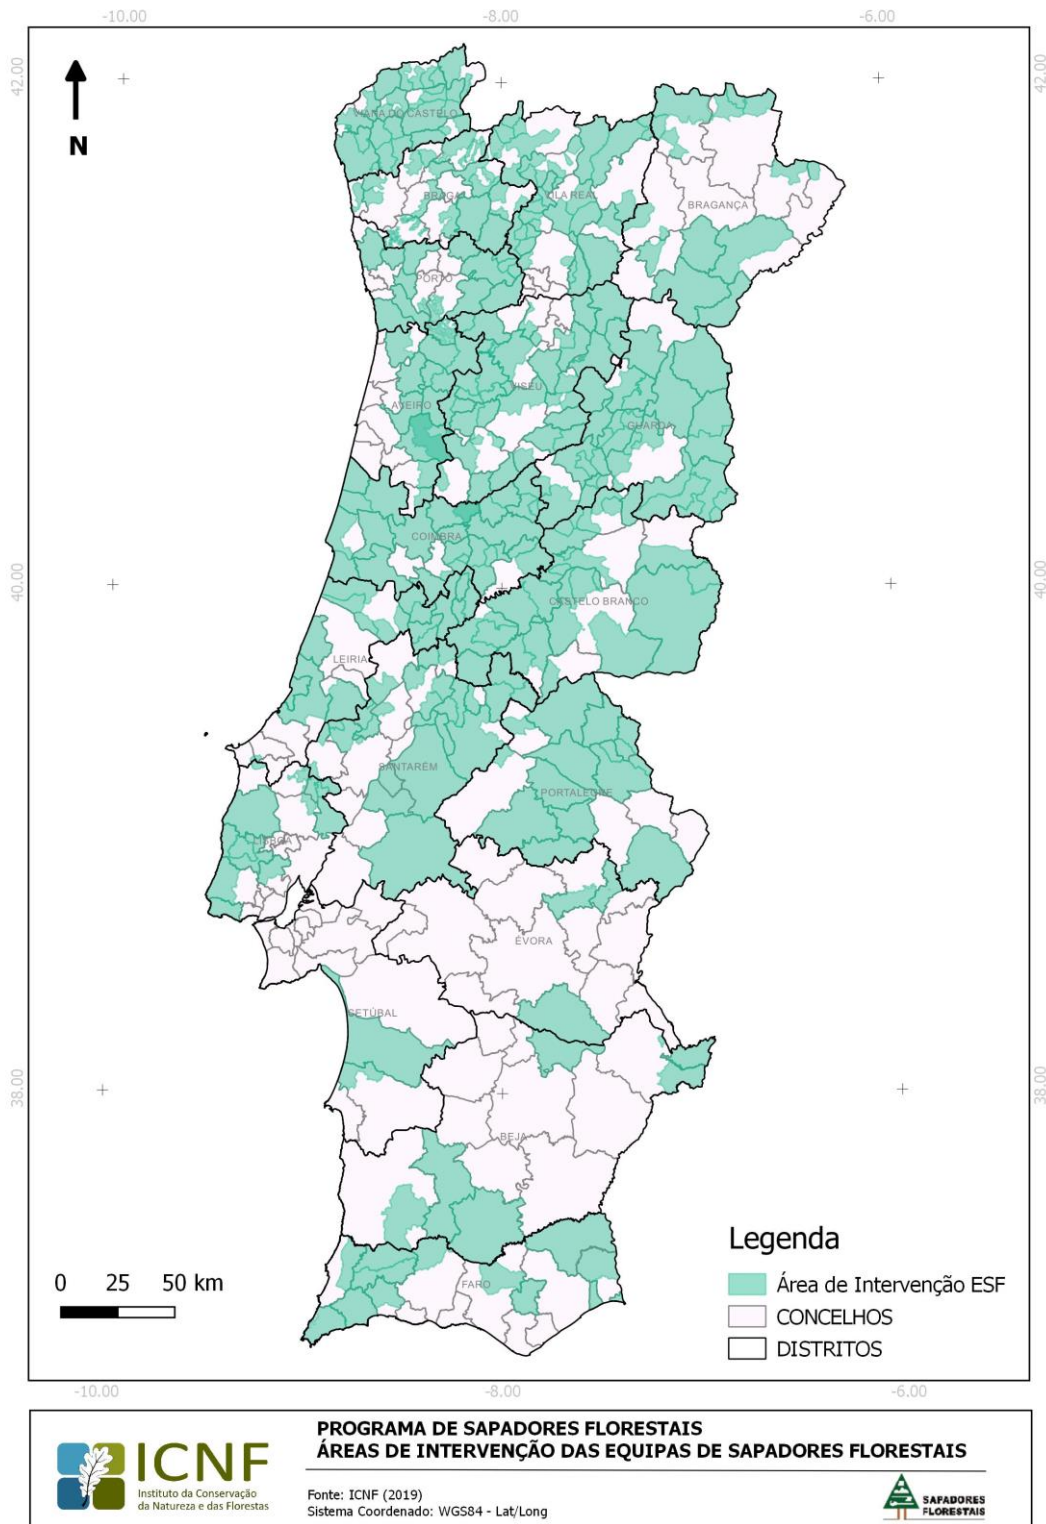 -10.00
-8.00
-6.00
42.00
42.00
N
VIANA DO CASTELO
BRAGA
VILA REAL
BRAGANÇA
PORTO
AVEIRO
VISEU
GUARDA
COIMBRA
40.00
40.00
CASTELO BRANCO
LEIRIA
SANTARÉM
PORTALEGRE
LISBOA
ÉVORA
SETÚBAL
38.00
38.00
BEJA
FARO
0 25 50 km
Legenda
Área de Intervenção ESF
CONCELHOS
DISTRITOS
-10.00
-8.00
-6.00
ICNF
Instituto da Conservação
da Natureza e das Florestas
PROGRAMA DE SAPADORES FLORESTAIS
ÁREAS DE INTERVENÇÃO DAS EQUIPAS DE SAPADORES FLORESTAIS
Fonte: ICNF (2019)
Sistema Coordenado: WGS84 - Lat/Long
SAPADORES
FLORESTAIS